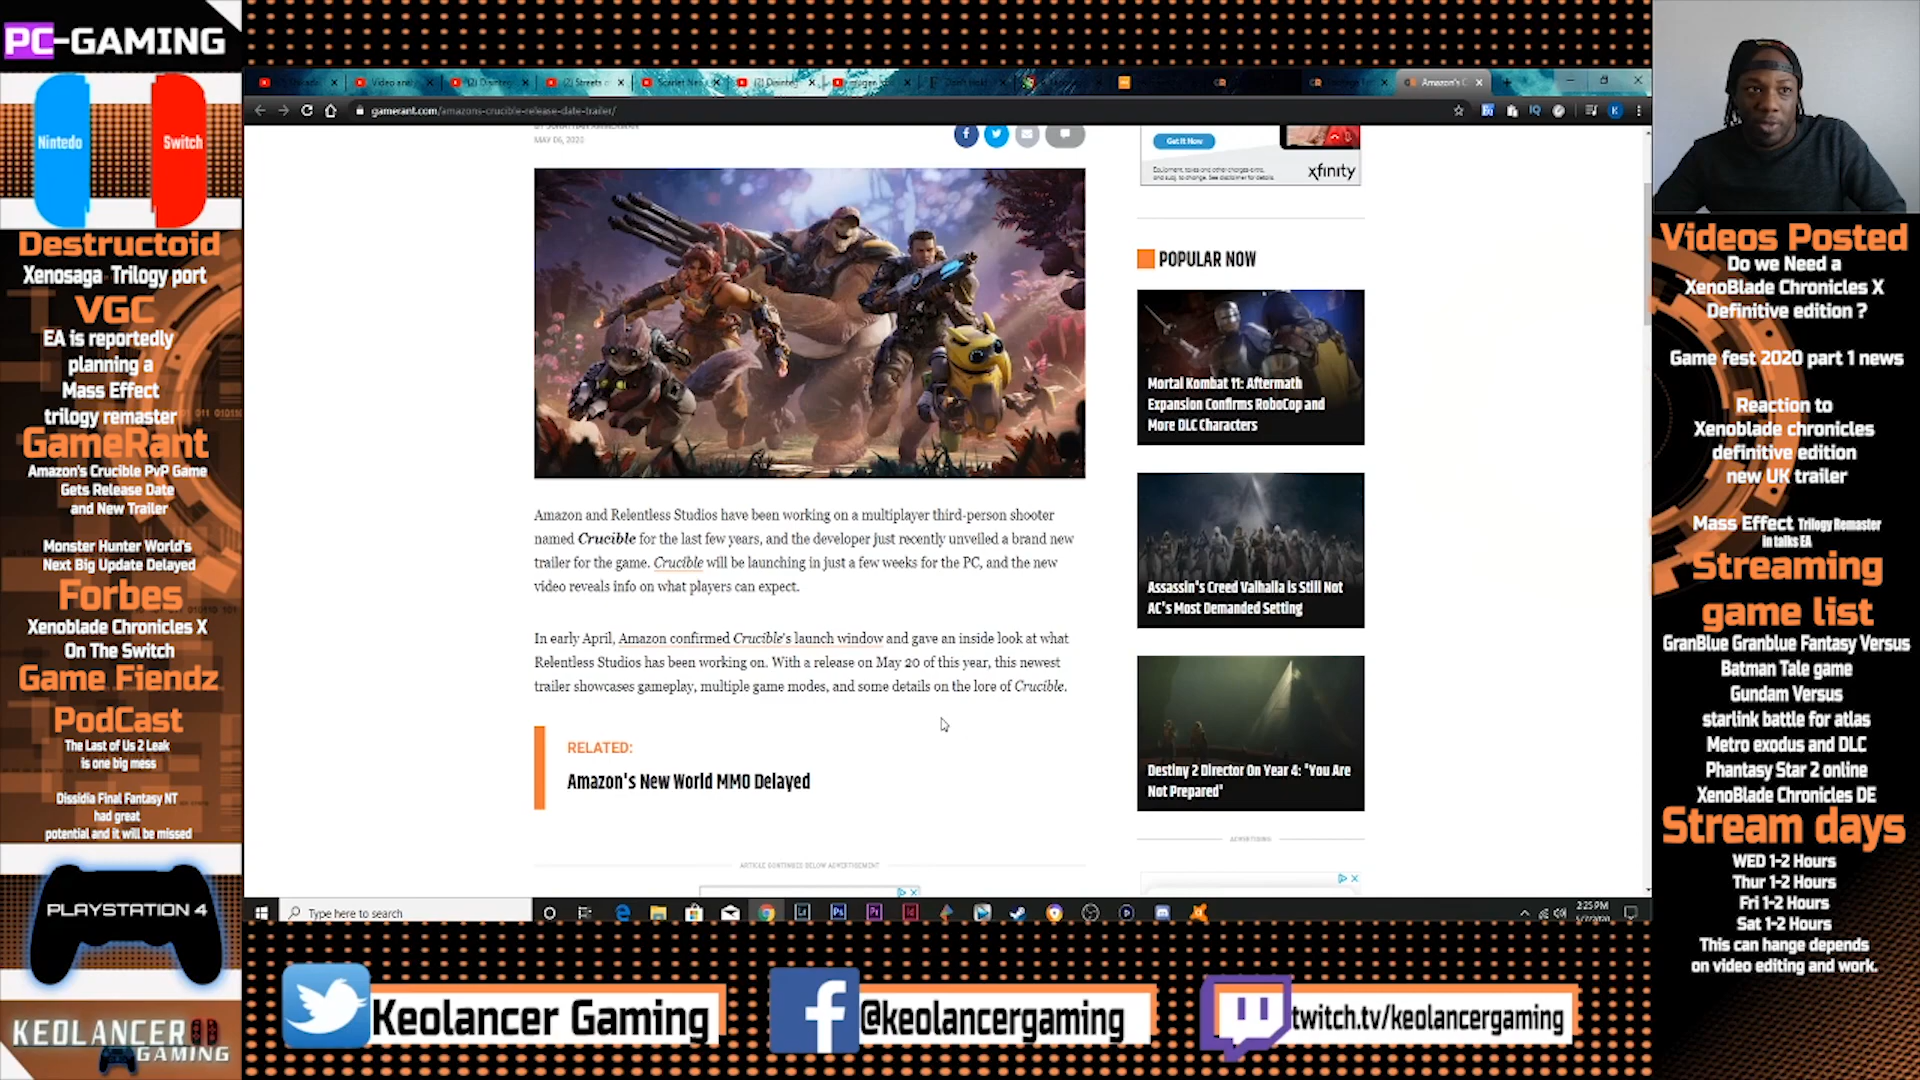 PC-GAMING
Nintedo
Switch
Destructoid
Xenosaga Trilogy port
VGC
EA is reportedly
planning a
Mass Effect
trilogy remaster
GameRant
Amazon's Crucible PvP Game
Gets Release Date
and New Trailer
Monster Hunter World's
Next Big Update Delayed
Forbes
Xenoblade Chronicles X
On The Switch
Game Fiendz
PodCast
The Last of Us 2 Leak
is one big mess
Dissidia Final Fantasy NT
had great
potential and it will be missed
PLAYSTATION 4
KEOLANCER
GAMING
gamerant.com/amazons-crucible-release-date-trailer/
MAY 06, 2020
Get It Now
xfinity
POPULAR NOW
Mortal Kombat 11: Aftermath
Expansion Confirms RoboCop and
More DLC Characters
Assassin's Creed Valhalla is Still Not
AC's Most Demanded Setting
Destiny 2 Director On Year 4: "You Are
Not Prepared"
ADVERTISING
Amazon and Relentless Studios have been working on a multiplayer third-person shooter
named Crucible for the last few years, and the developer just recently unveiled a brand new
trailer for the game. Crucible will be launching in just a few weeks for the PC, and the new
video reveals info on what players can expect.
In early April, Amazon confirmed Crucible's launch window and gave an inside look at what
Relentless Studios has been working on. With a release on May 20 of this year, this newest
trailer showcases gameplay, multiple game modes, and some details on the lore of Crucible.
RELATED:
Amazon's New World MMO Delayed
ARTICLE CONTINUES BELOW ADVERTISEMENT
Type here to search
2:25 PM
Videos Posted
Do we Need a
XenoBlade Chronicles X
Definitive edition ?
Game fest 2020 part 1 news
Reaction to
Xenoblade chronicles
definitive edition
new UK trailer
Mass Effect Trilogy Remaster
in talks EA
Streaming
game list
GranBlue Granblue Fantasy Versus
Batman Tale game
Gundam Versus
starlink battle for atlas
Metro exodus and DLC
Phantasy Star 2 online
XenoBlade Chronicles DE
Stream days
WED 1-2 Hours
Thur 1-2 Hours
Fri 1-2 Hours
Sat 1-2 Hours
This can hange depends
on video editing and work.
Keolancer Gaming
@keolancergaming
twitch.tv/keolancergaming